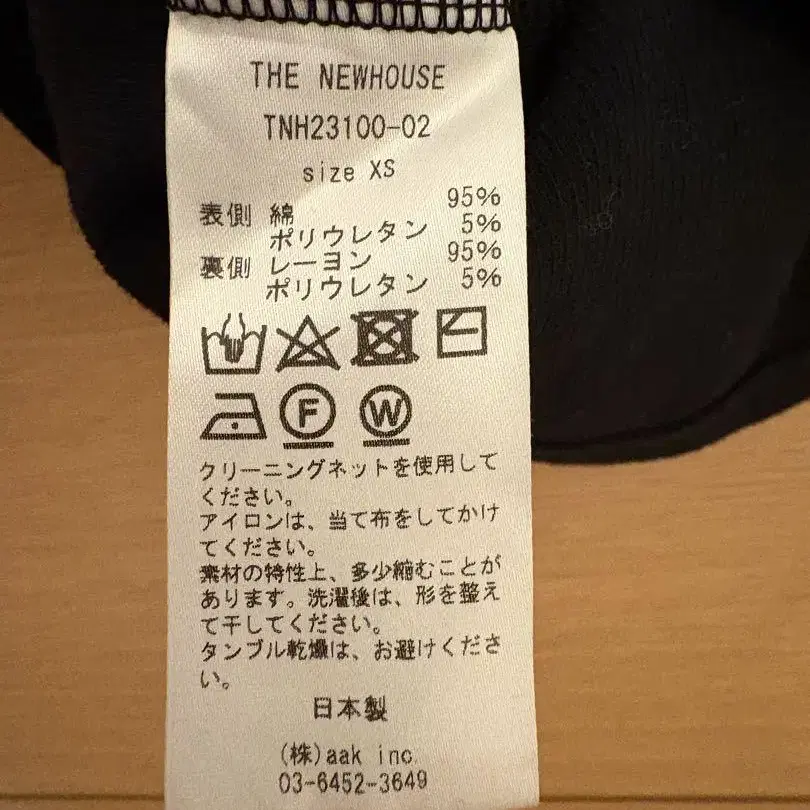 THE NEWHOUSE
TNH23100-02
size XS
表側 綿 95%
ポリウレタン 5%
裏側 レーヨン 95%
ポリウレタン 5%
F W
クリーニングネットを使用して
ください。
アイロンは、当て布をしてかけ
てください。
素材の特性上、多少縮むことが
あります。洗濯後は、形を整え
て干してください。
タンブル乾燥は、お避けくださ
い。
日本製
(株)aak inc
03-6452-3649